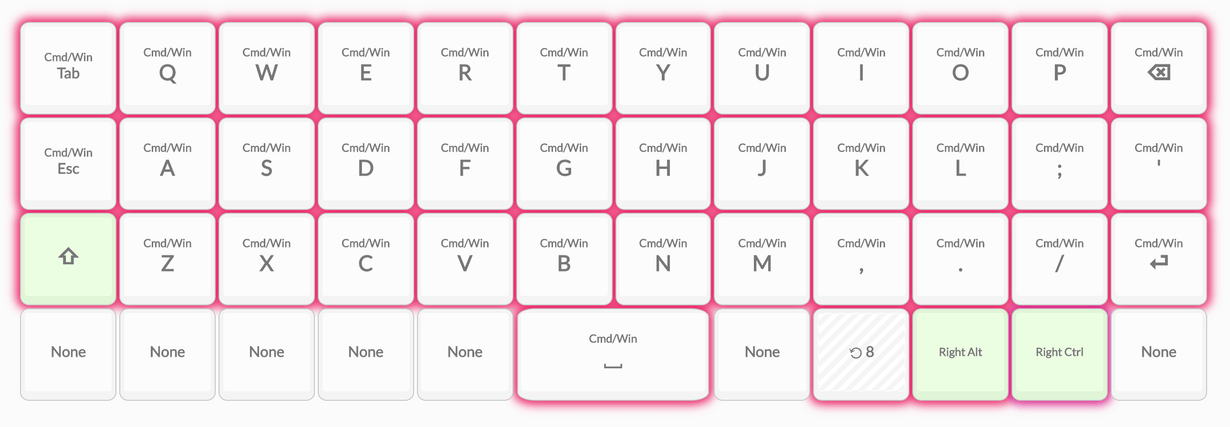 Cmd/Win Cmd/Win Cmd/Win Cmd/Win Cmd/Win Cmd/Win Cmd/Win Cmd/Win Cmd/Win Cmd/Win Cmd/Win Cmd/Win
Tab Q W E R T Y U I O P ⌫
Cmd/Win Cmd/Win Cmd/Win Cmd/Win Cmd/Win Cmd/Win Cmd/Win Cmd/Win Cmd/Win Cmd/Win Cmd/Win Cmd/Win
Esc A S D F G H J K L ; '
Cmd/Win Cmd/Win Cmd/Win Cmd/Win Cmd/Win Cmd/Win Cmd/Win Cmd/Win Cmd/Win Cmd/Win Cmd/Win
Z X C V B N M , . /
Cmd/Win
None None None None None None 8 Right Alt Right Ctrl None